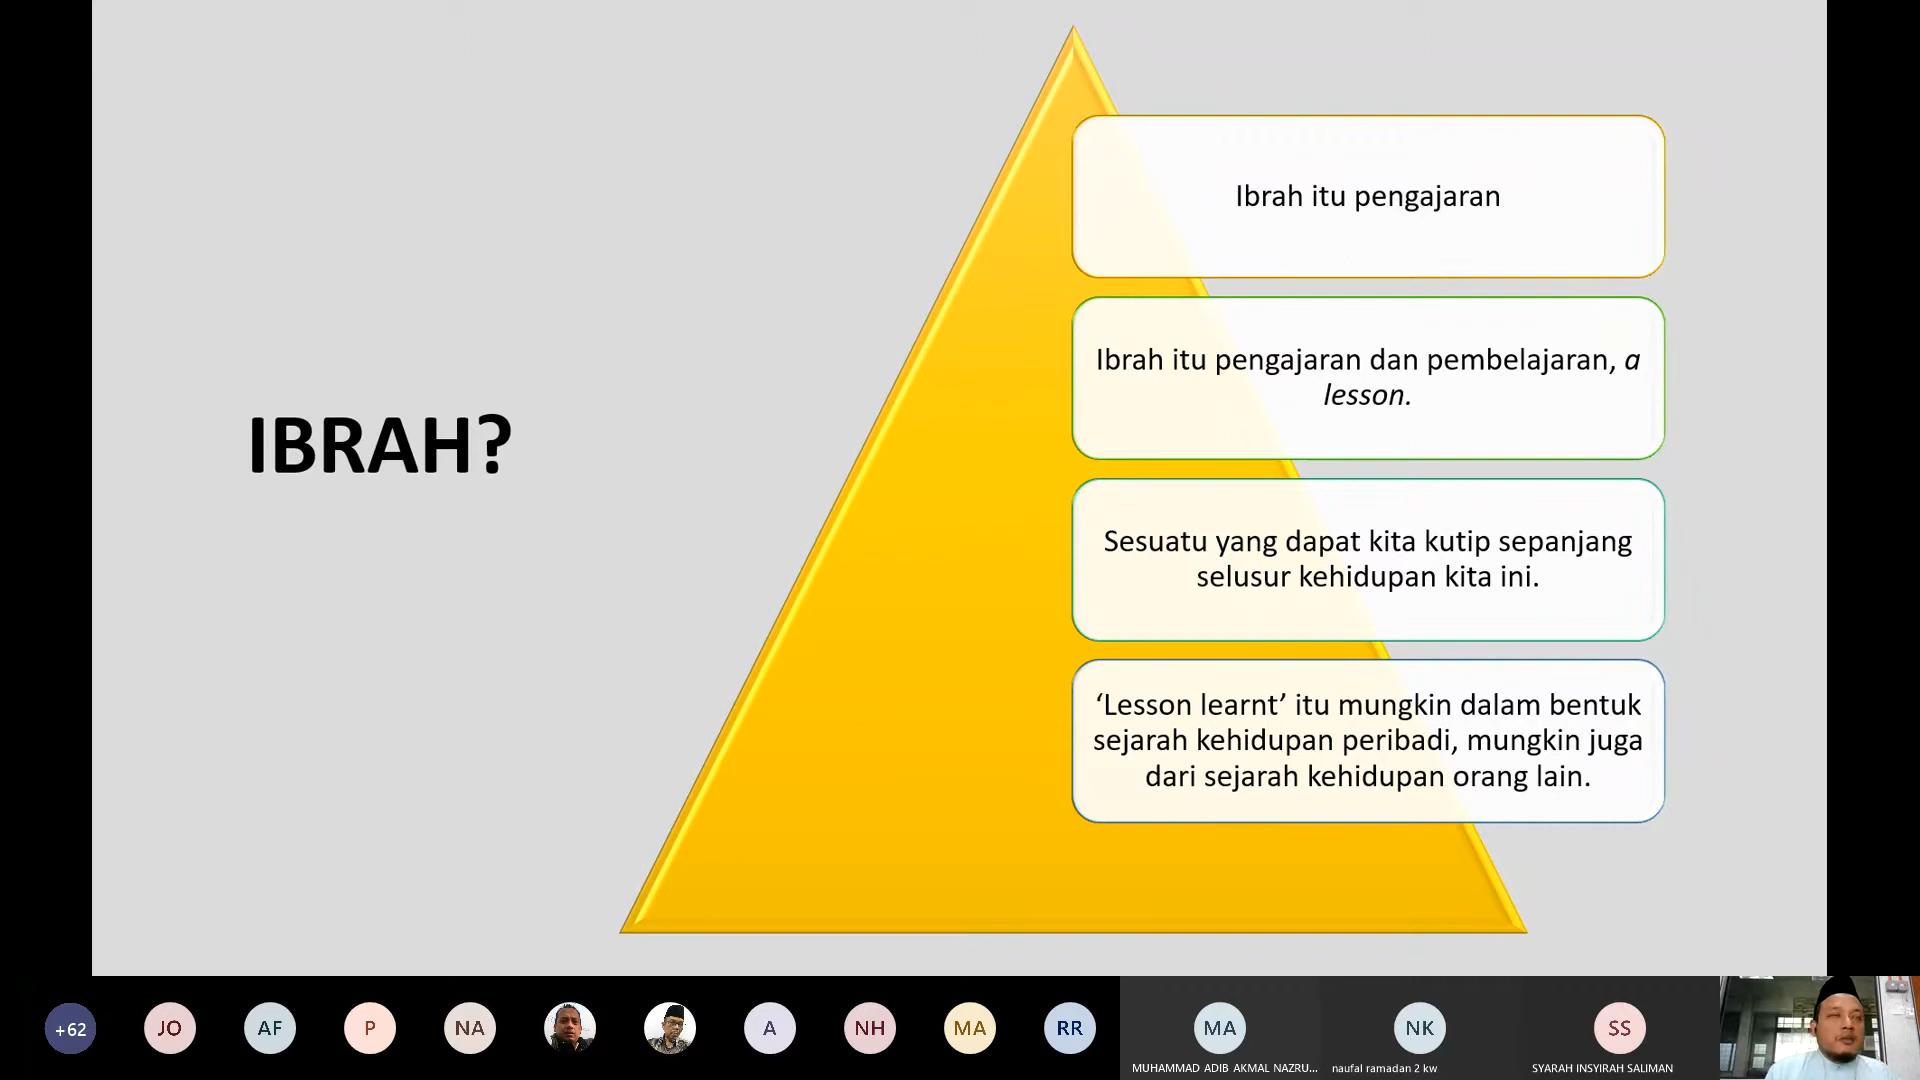 IBRAH?
Ibrah itu pengajaran
Ibrah itu pengajaran dan pembelajaran, a
lesson.
Sesuatu yang dapat kita kutip sepanjang
selusur kehidupan kita ini.
‘Lesson learnt’ itu mungkin dalam bentuk
sejarah kehidupan peribadi, mungkin juga
dari sejarah kehidupan orang lain.
+62
JO
AF
P
NA
A
NH
MA
RR
MA
NK
SS
MUHAMMAD ADIB AKMAL NAZRU...
naufal ramadan 2 kw
SYARAH INSYIRAH SALIMAN